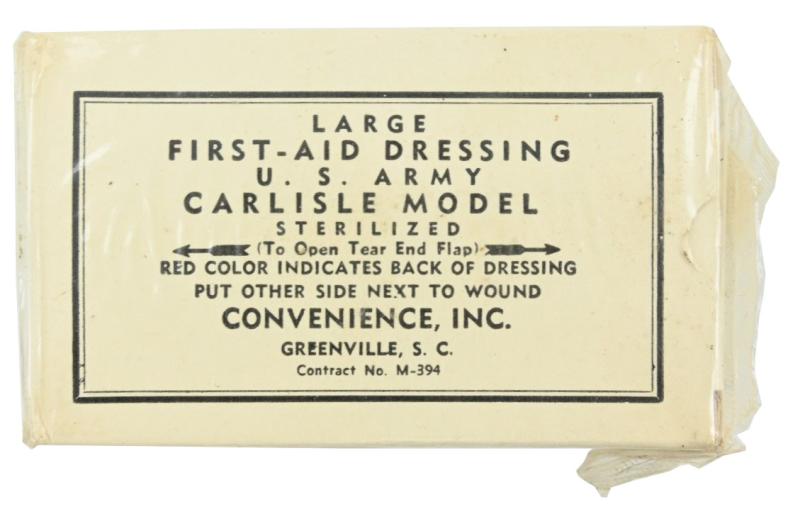 LARGE
FIRST-AID DRESSING
U. S. ARMY
CARLISLE MODEL
STERILIZED
(To Open Tear End Flap)
RED COLOR INDICATES BACK OF DRESSING
PUT OTHER SIDE NEXT TO WOUND
CONVENIENCE, INC.
GREENVILLE, S. C.
Contract No. M-394